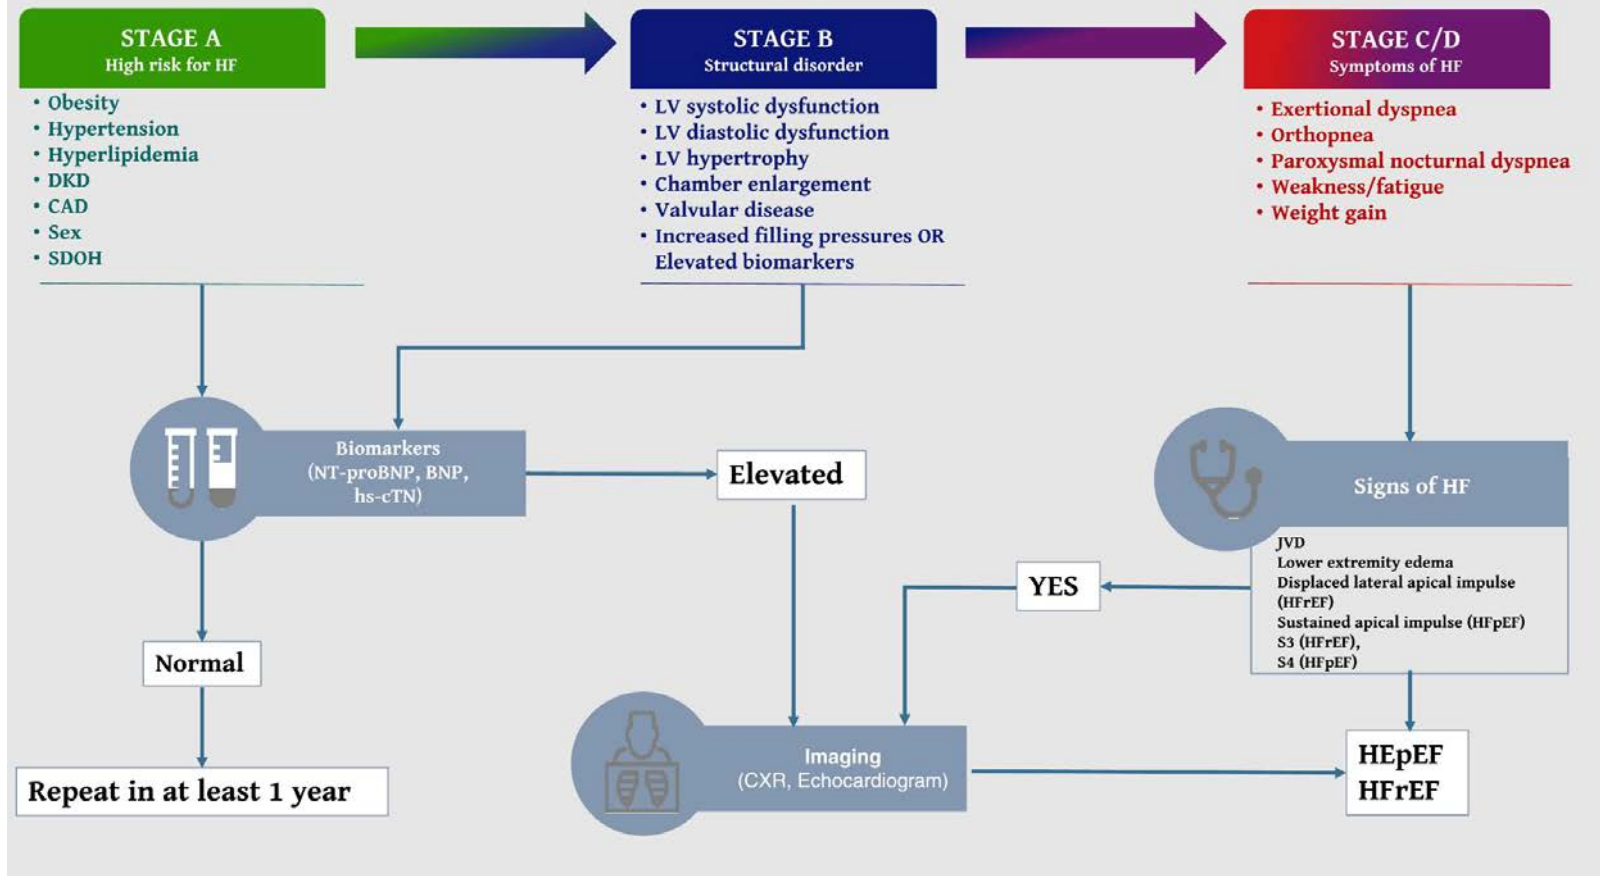 STAGE A
High risk for HF
• Obesity
• Hypertension
• Hyperlipidemia
• DKD
• CAD
• Sex
• SDOH
STAGE B
Structural disorder
• LV systolic dysfunction
• LV diastolic dysfunction
• LV hypertrophy
• Chamber enlargement
• Valvular disease
• Increased filling pressures OR
Elevated biomarkers
STAGE C/D
Symptoms of HF
• Exertional dyspnea
• Orthopnea
• Paroxysmal nocturnal dyspnea
• Weakness/fatigue
• Weight gain
Biomarkers
(NT-proBNP, BNP,
hs-cTN)
Elevated
Signs of HF
JVD
Lower extremity edema
Displaced lateral apical impulse
(HFrEF)
Sustained apical impulse (HFpEF)
S3 (HFrEF),
S4 (HFpEF)
YES
Normal
Repeat in at least 1 year
Imaging
(CXR, Echocardiogram)
HEpEF
HFrEF